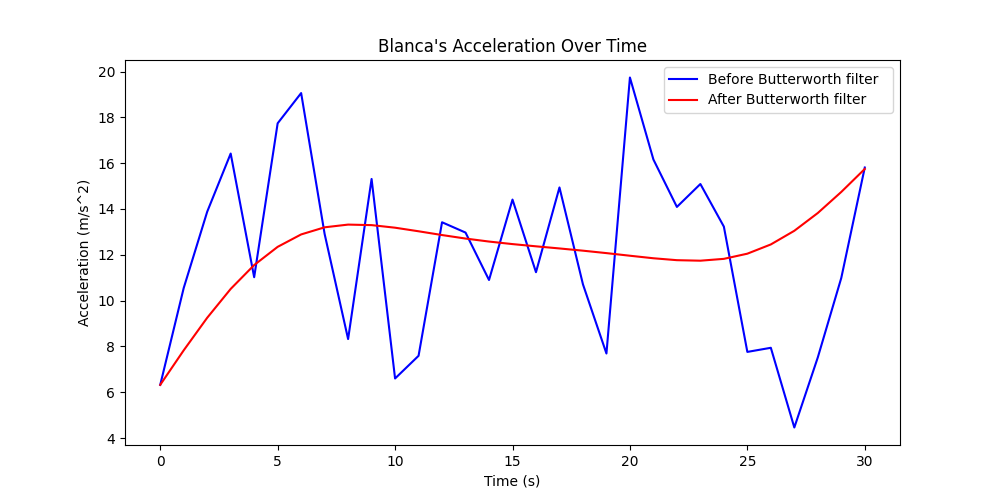 Blanca's Acceleration Over Time
Before Butterworth filter
After Butterworth filter
Acceleration (m/s^2)
20
18
16
14
12
10
8
6
4
0 5 10 15 20 25 30
Time (s)